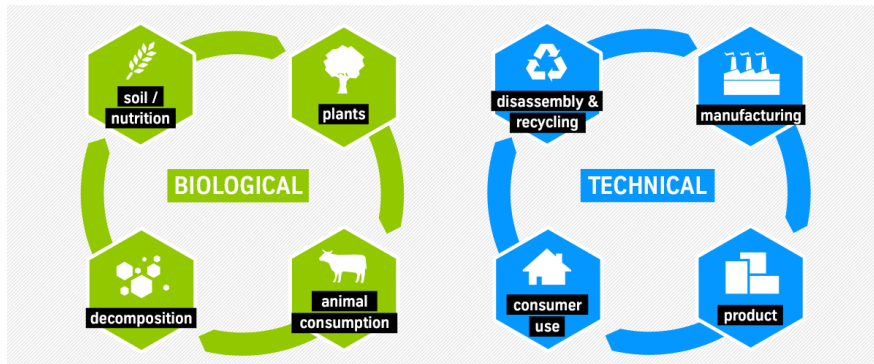 soil /
nutrition
plants
BIOLOGICAL
decomposition
animal
consumption
disassembly &
recycling
manufacturing
TECHNICAL
consumer
use
product